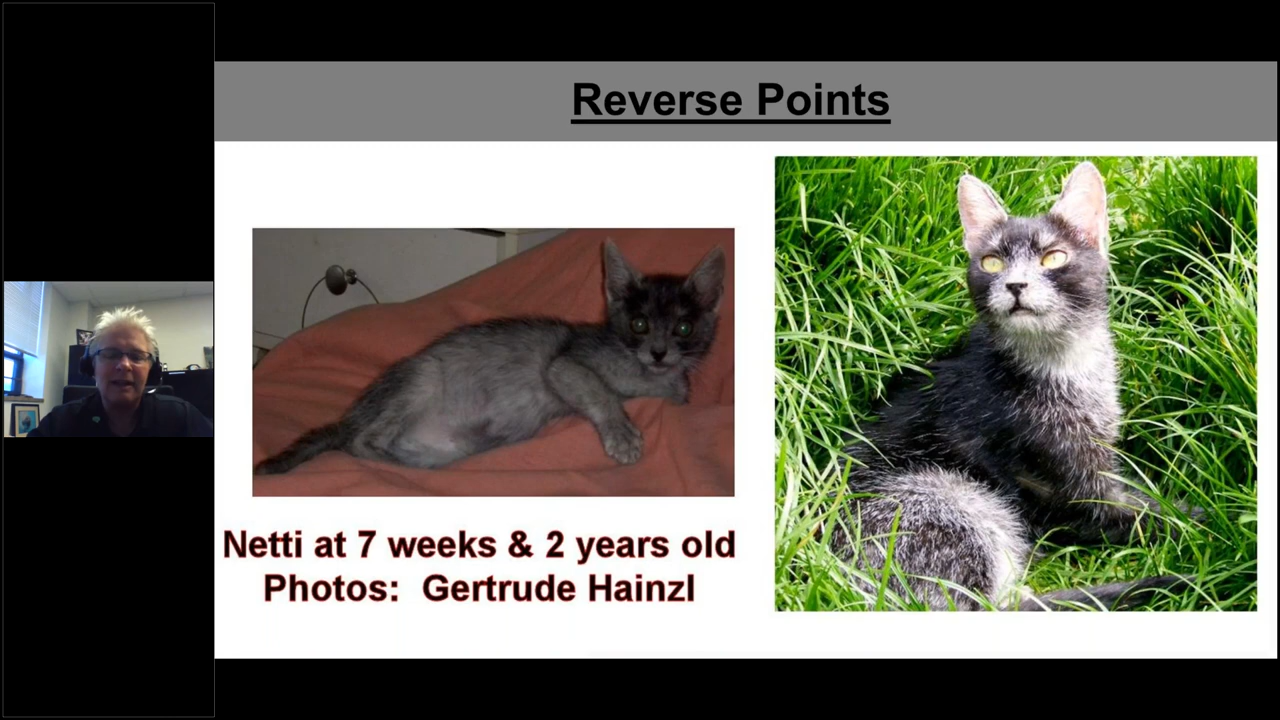 Reverse Points
Netti at 7 weeks & 2 years old
Photos: Gertrude Hainzl